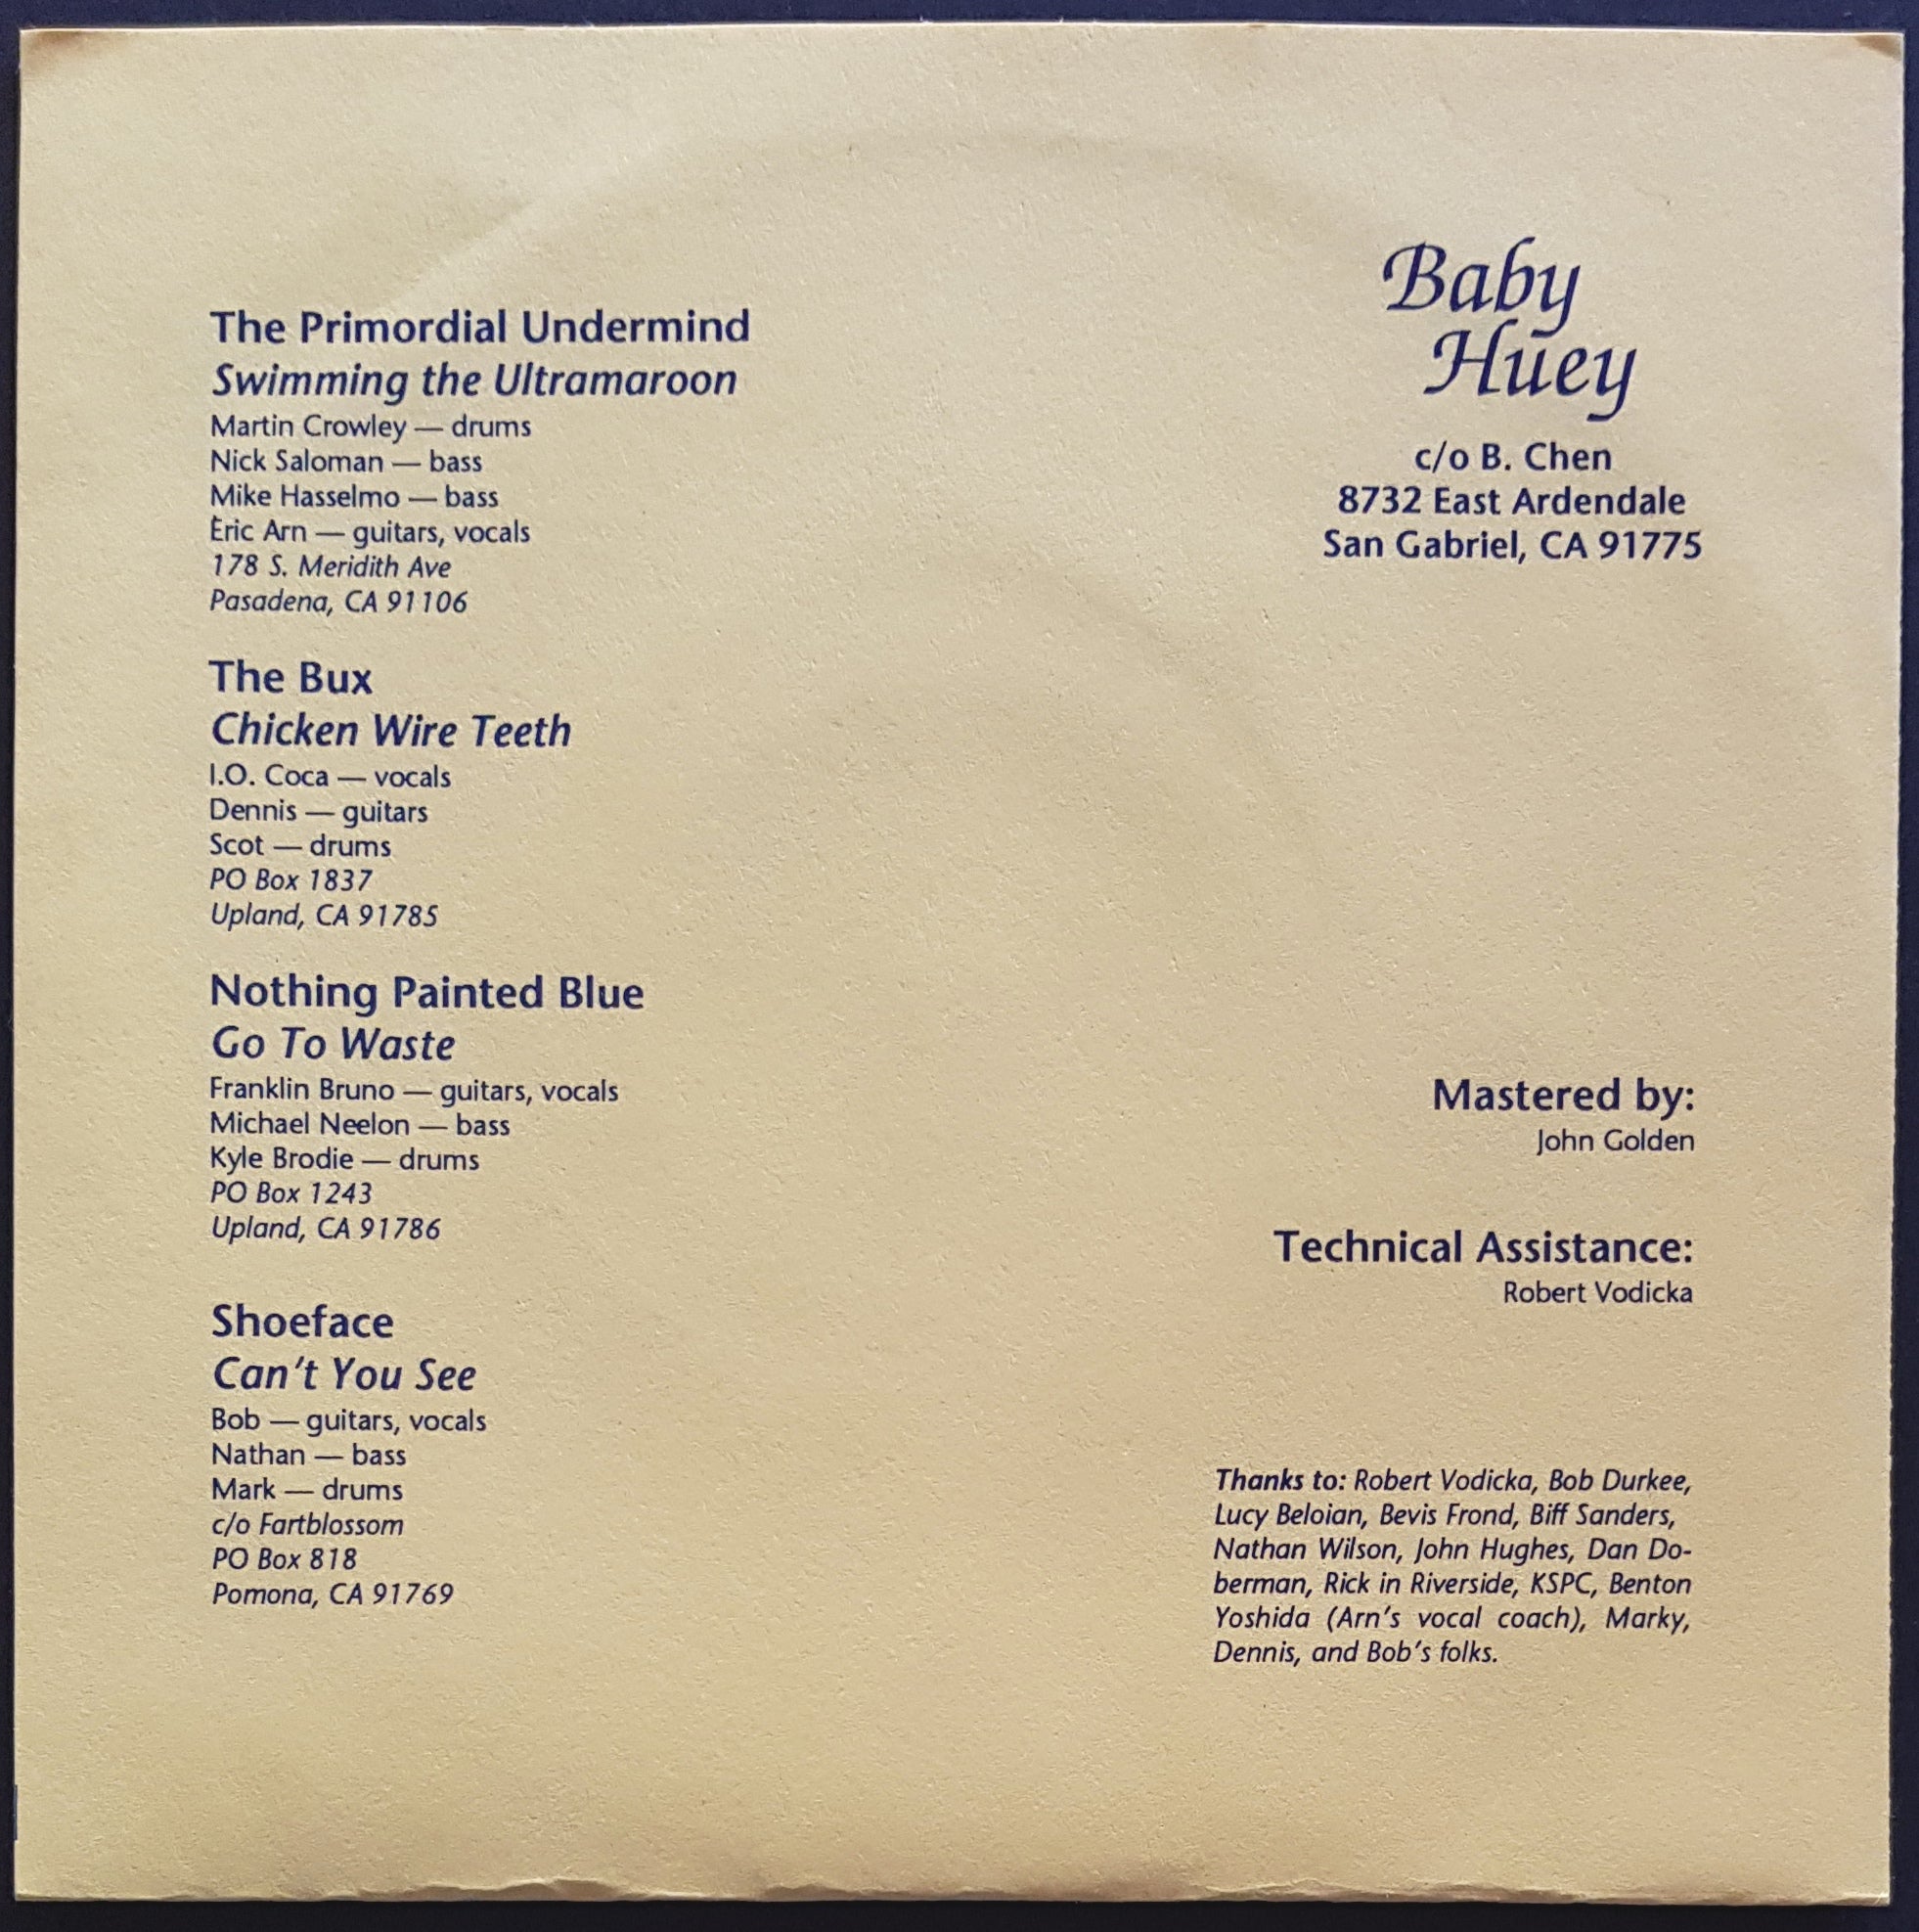 The Primordial Undermind
Swimming the Ultramaroon
Martin Crowley — drums
Nick Saloman — bass
Mike Hasselmo — bass
Eric Arn — guitars, vocals
178 S. Meridith Ave
Pasadena, CA 91106
The Bux
Chicken Wire Teeth
I.O. Coca — vocals
Dennis — guitars
Scot — drums
PO Box 1837
Upland, CA 91785
Nothing Painted Blue
Go To Waste
Franklin Bruno — guitars, vocals
Michael Neelon — bass
Kyle Brodie — drums
PO Box 1243
Upland, CA 91786
Shoeface
Can't You See
Bob — guitars, vocals
Nathan — bass
Mark — drums
c/o Fartblossom
PO Box 818
Pomona, CA 91769
Baby
Huey
c/o B. Chen
8732 East Ardendale
San Gabriel, CA 91775
Mastered by:
John Golden
Technical Assistance:
Robert Vodicka
Thanks to: Robert Vodicka, Bob Durkee,
Lucy Beloian, Bevis Frond, Biff Sanders,
Nathan Wilson, John Hughes, Dan Do-
berman, Rick in Riverside, KSPC, Benton
Yoshida (Arn's vocal coach), Marky,
Dennis, and Bob's folks.